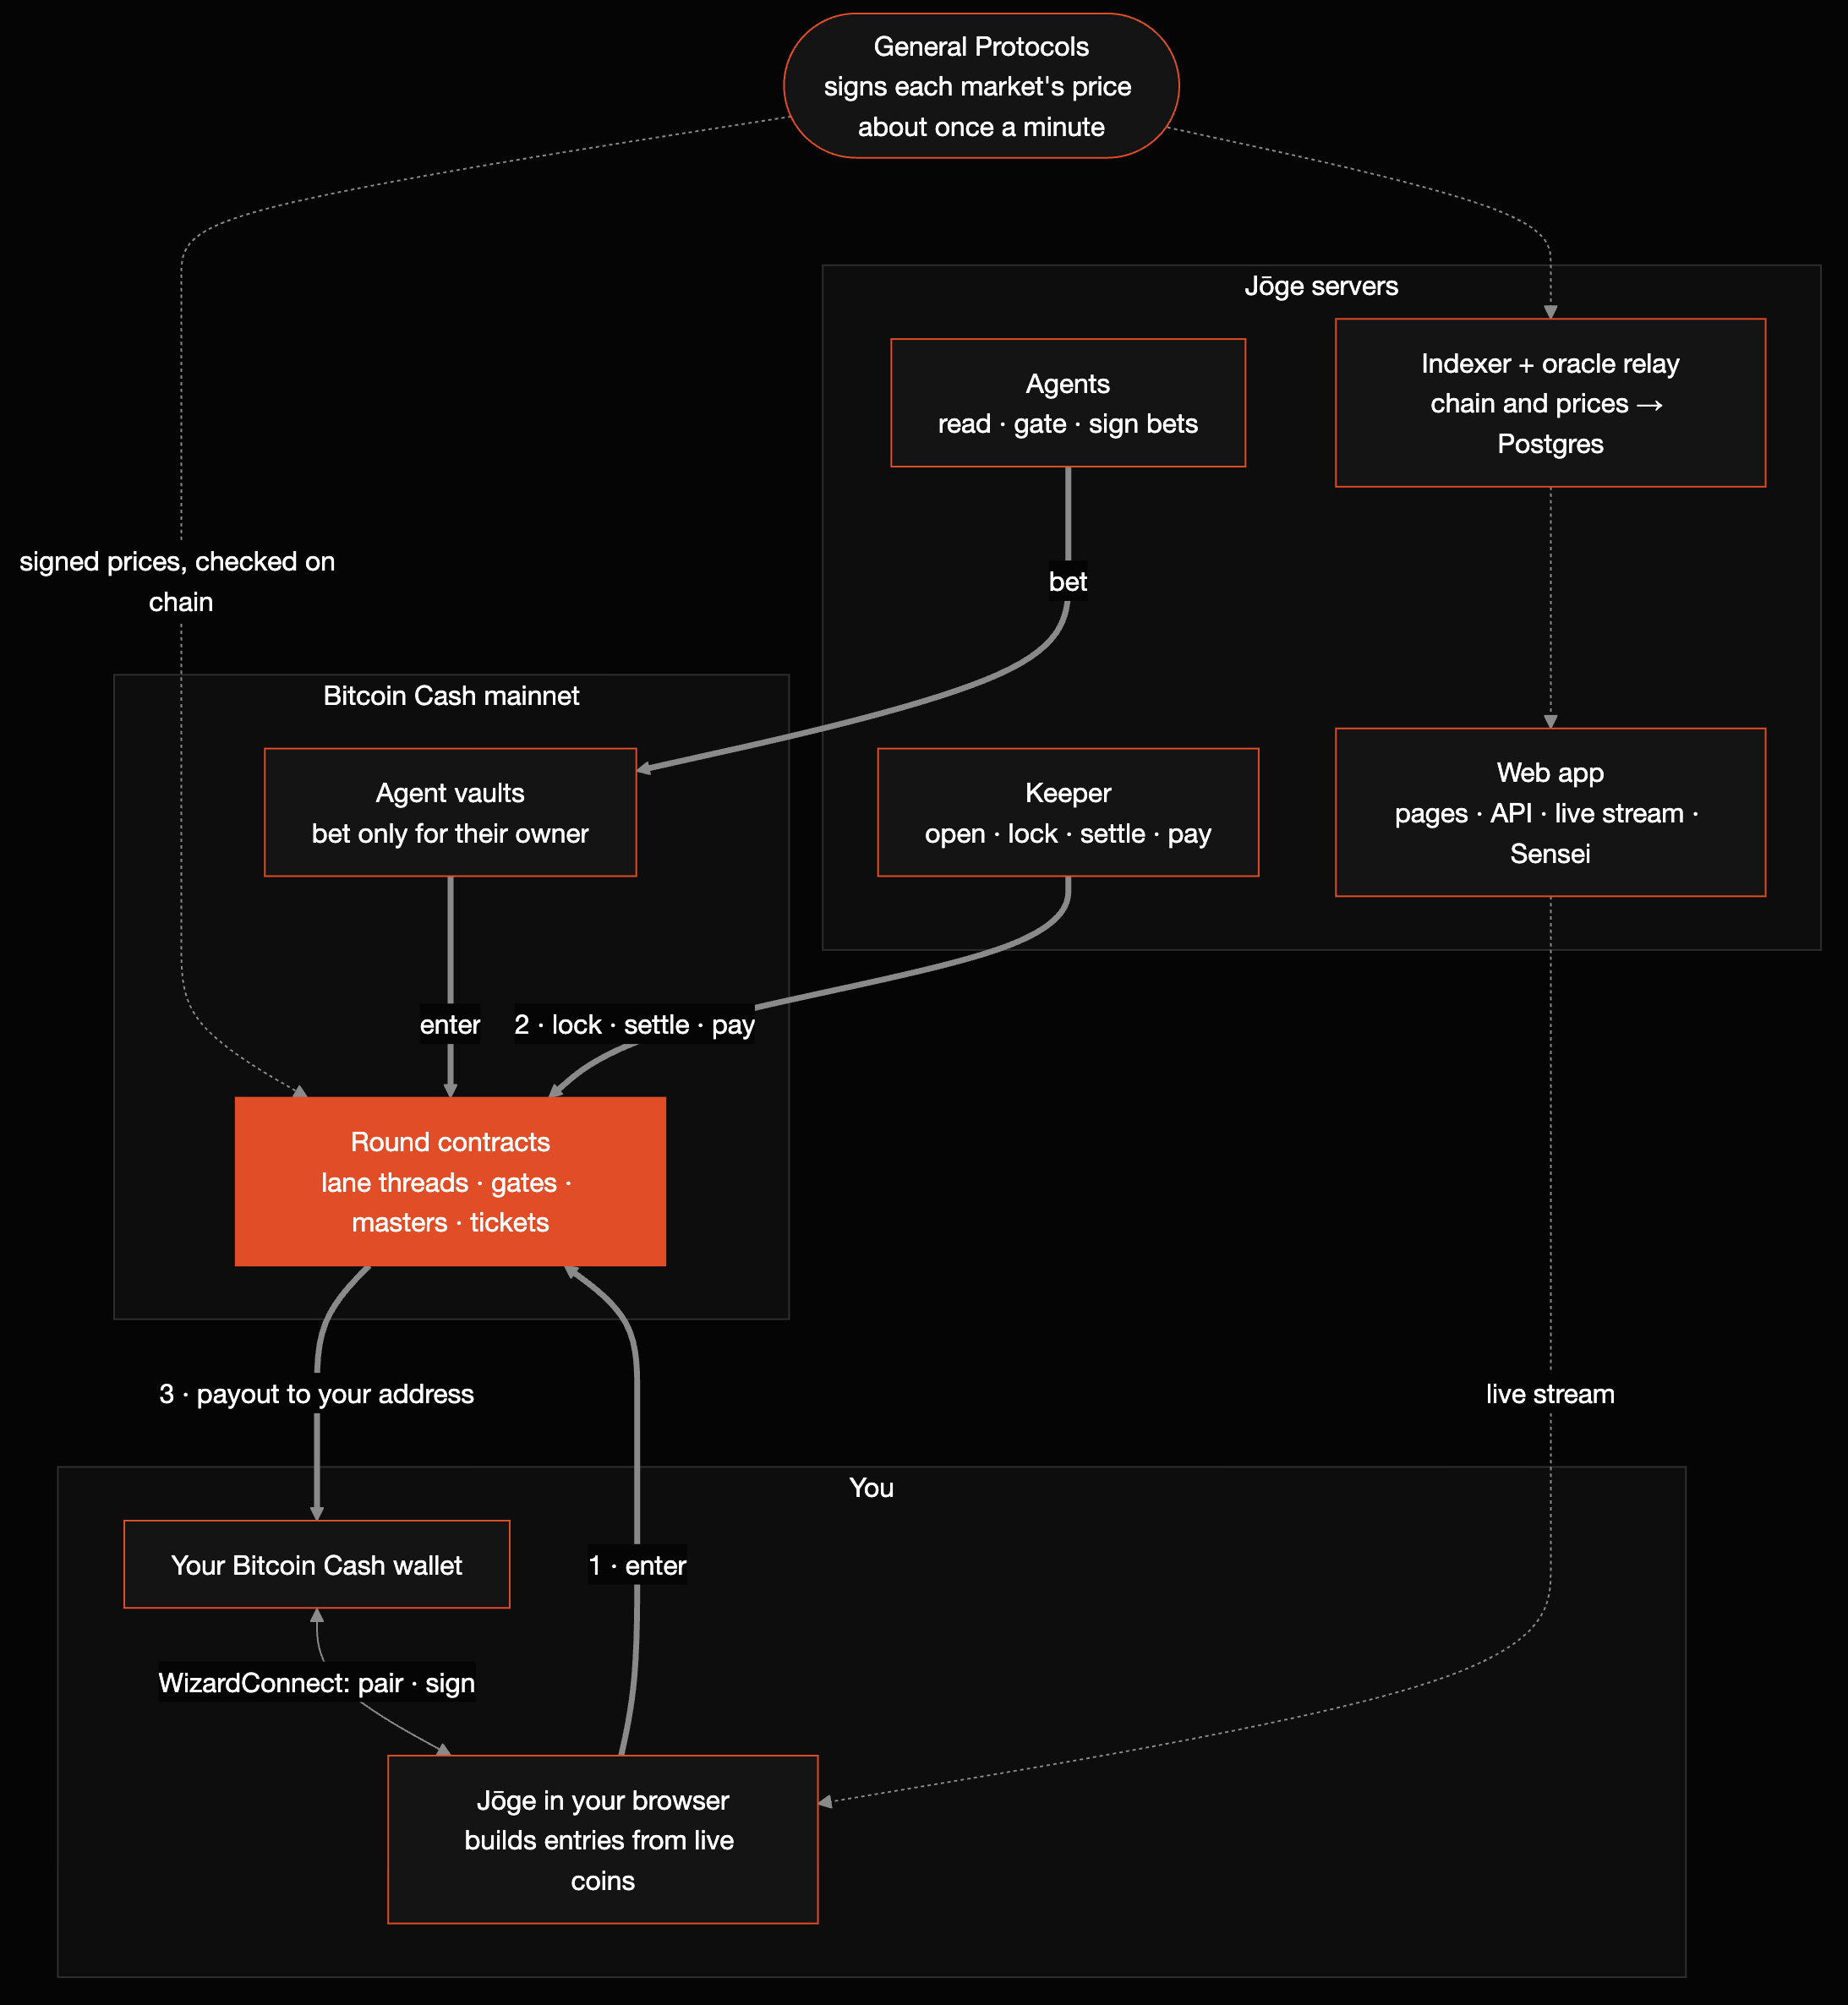 General Protocols
signs each market's price
about once a minute
Jōge servers
Agents
read · gate · sign bets
Indexer + oracle relay
chain and prices →
Postgres
signed prices, checked on
chain
bet
Bitcoin Cash mainnet
Agent vaults
bet only for their owner
Keeper
open · lock · settle · pay
Web app
pages · API · live stream ·
Sensei
enter
2 · lock · settle · pay
Round contracts
lane threads · gates ·
masters · tickets
3 · payout to your address
live stream
You
Your Bitcoin Cash wallet
1 · enter
WizardConnect: pair · sign
Jōge in your browser
builds entries from live
coins